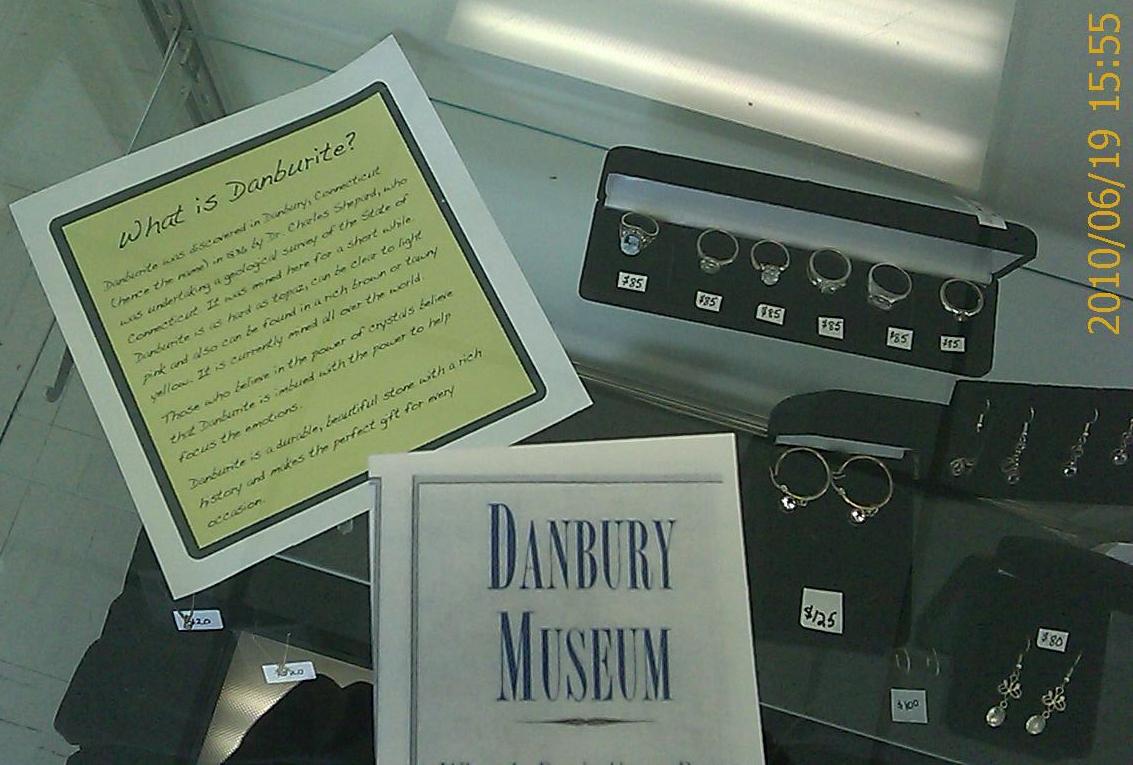 What is Danburite?
Danburite was discovered in Danbury, Connecticut
(hence the name) in 1836 by Dr. Charles Shepard, who
was undertaking a geological survey of the State of
Connecticut. It was mined here for a short while.
Danburite is as hard as topaz, can be clear to light
pink and also can be found in a rich brown or tawny
yellow. It is currently mined all over the world.
Those who believe in the power of crystals believe
that Danburite is imbued with the power to help
focus the emotions.
Danburite is a durable, beautiful stone with a rich
history and makes the perfect gift for every
occasion.
DANBURY
MUSEUM
$85
$85
$85
$85
$85
$85
$125
$80
$100
2010/06/19 15:55